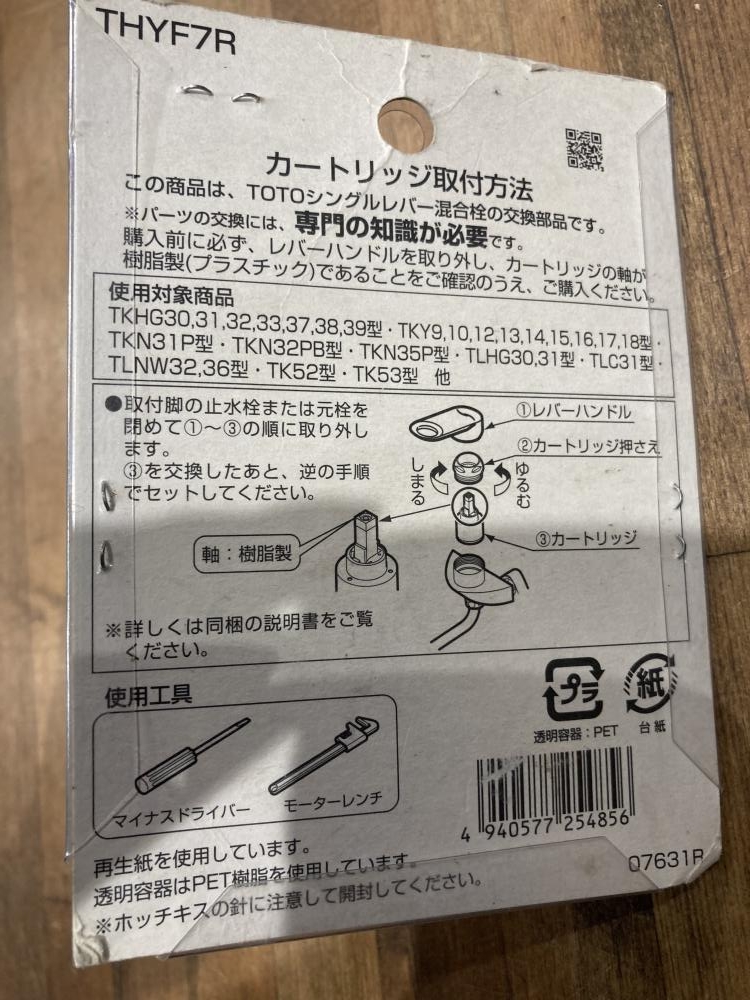 THYF7R
カートリッジ取付方法
この商品は、TOTOシングルレバー混合栓の交換部品です。
※パーツの交換には、専門の知識が必要です。
購入前に必ず、レバーハンドルを取り外し、カートリッジの軸が
樹脂製(プラスチック)であることをご確認のうえ、ご購入ください。
使用対象商品
TKHG30,31,32,33,37,38,39型・TKY9,10,12,13,14,15,16,17,18型・
TKN31P型・TKN32PB型・TKN35P型・TLHG30,31型・TLC31型・
TLNW32,36型・TK52型・TK53型 他
●取付脚の止水栓または元栓を
閉めて①〜③の順に取り外し
ます。
③を交換したあと、逆の手順
でセットしてください。
①レバーハンドル
②カートリッジ押さえ
しまる
ゆるむ
③カートリッジ
軸：樹脂製
※詳しくは同梱の説明書をご覧
ください。
使用工具
マイナスドライバー
モーターレンチ
プラ
透明容器：PET
紙
台紙
4 940577 254856
07631R
再生紙を使用しています。
透明容器はPET樹脂を使用しています。
※ホッチキスの針に注意して開封してください。